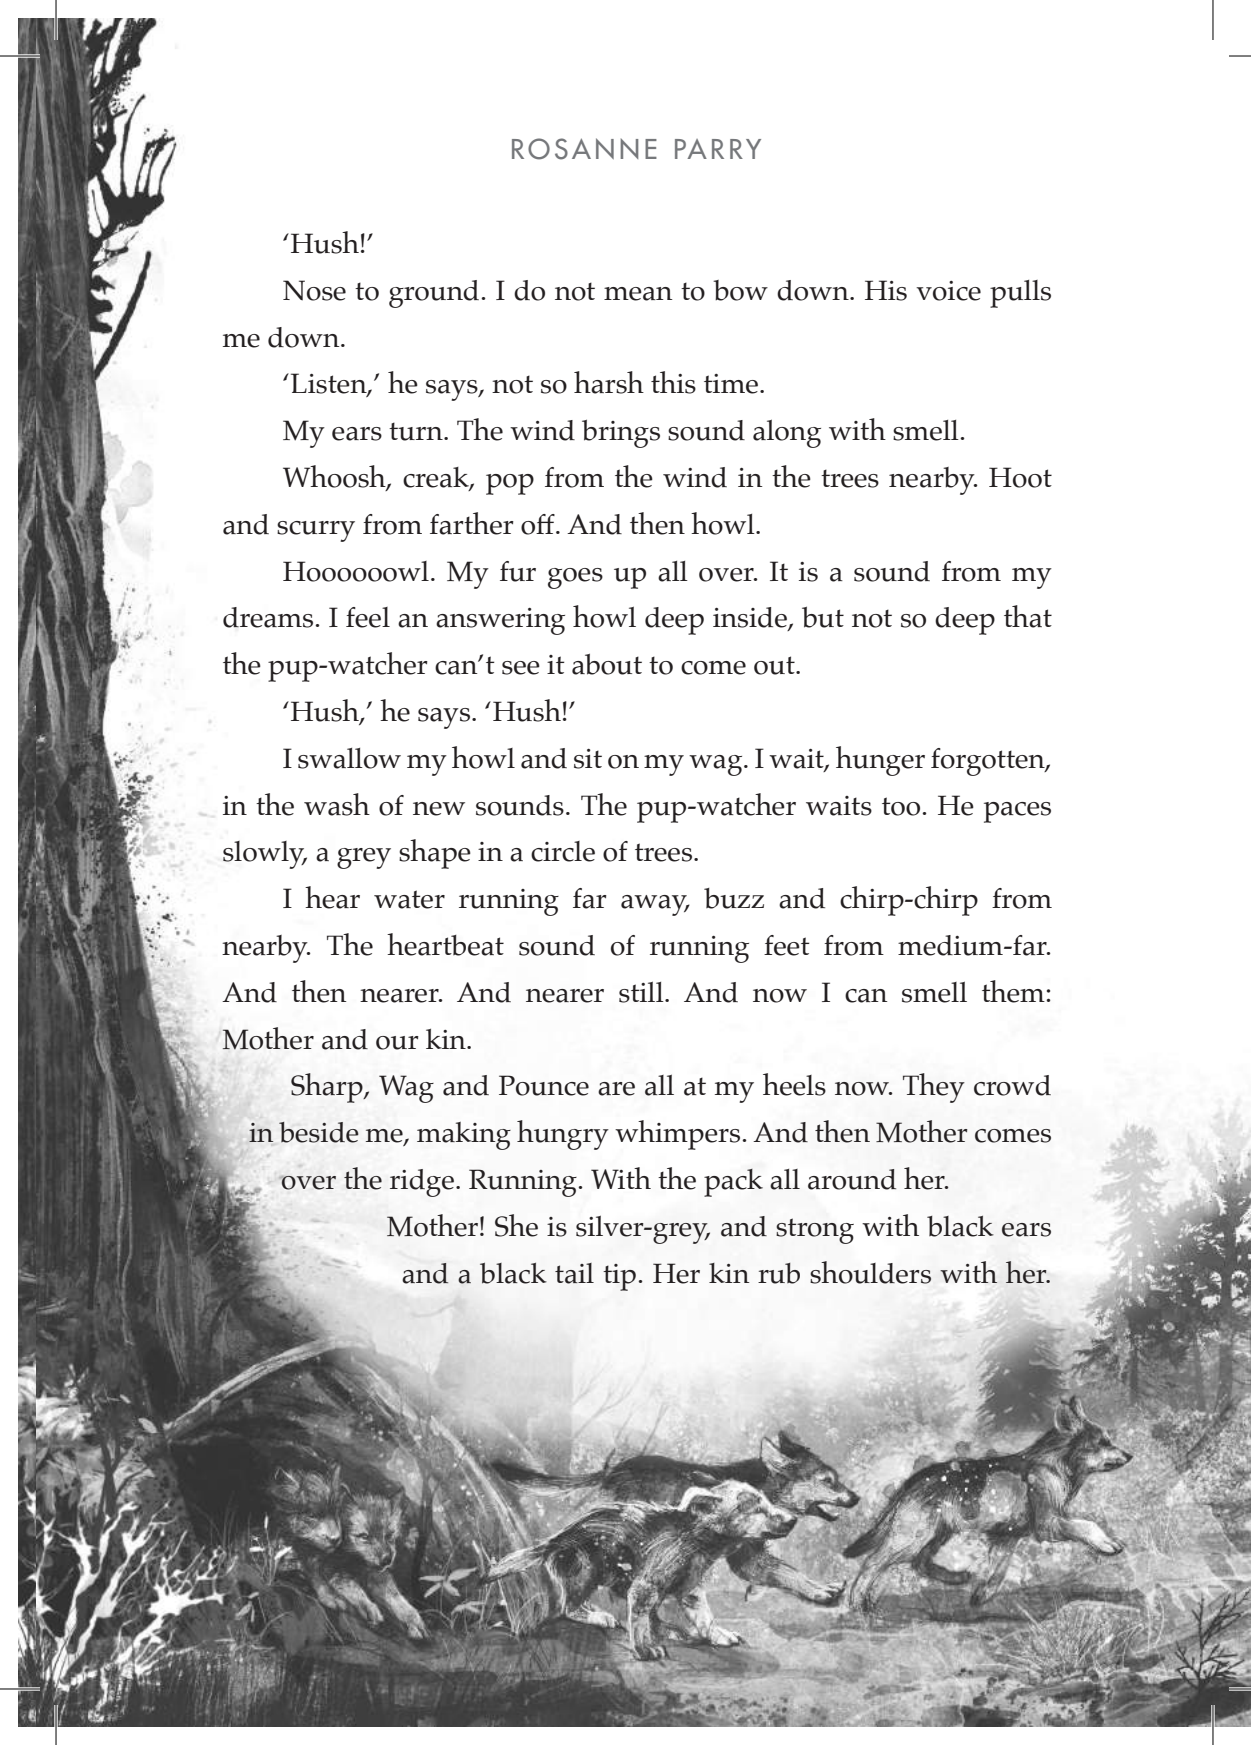 ROSANNE PARRY
‘Hush!’
Nose to ground. I do not mean to bow down. His voice pulls
me down.
‘Listen,’ he says, not so harsh this time.
My ears turn. The wind brings sound along with smell.
Whoosh, creak, pop from the wind in the trees nearby. Hoot
and scurry from farther off. And then howl.
Hoooooowl. My fur goes up all over. It is a sound from my
dreams. I feel an answering howl deep inside, but not so deep that
the pup-watcher can’t see it about to come out.
‘Hush,’ he says. ‘Hush!’
I swallow my howl and sit on my wag. I wait, hunger forgotten,
in the wash of new sounds. The pup-watcher waits too. He paces
slowly, a grey shape in a circle of trees.
I hear water running far away, buzz and chirp-chirp from
nearby. The heartbeat sound of running feet from medium-far.
And then nearer. And nearer still. And now I can smell them:
Mother and our kin.
Sharp, Wag and Pounce are all at my heels now. They crowd
in beside me, making hungry whimpers. And then Mother comes
over the ridge. Running. With the pack all around her.
Mother! She is silver-grey, and strong with black ears
and a black tail tip. Her kin rub shoulders with her.